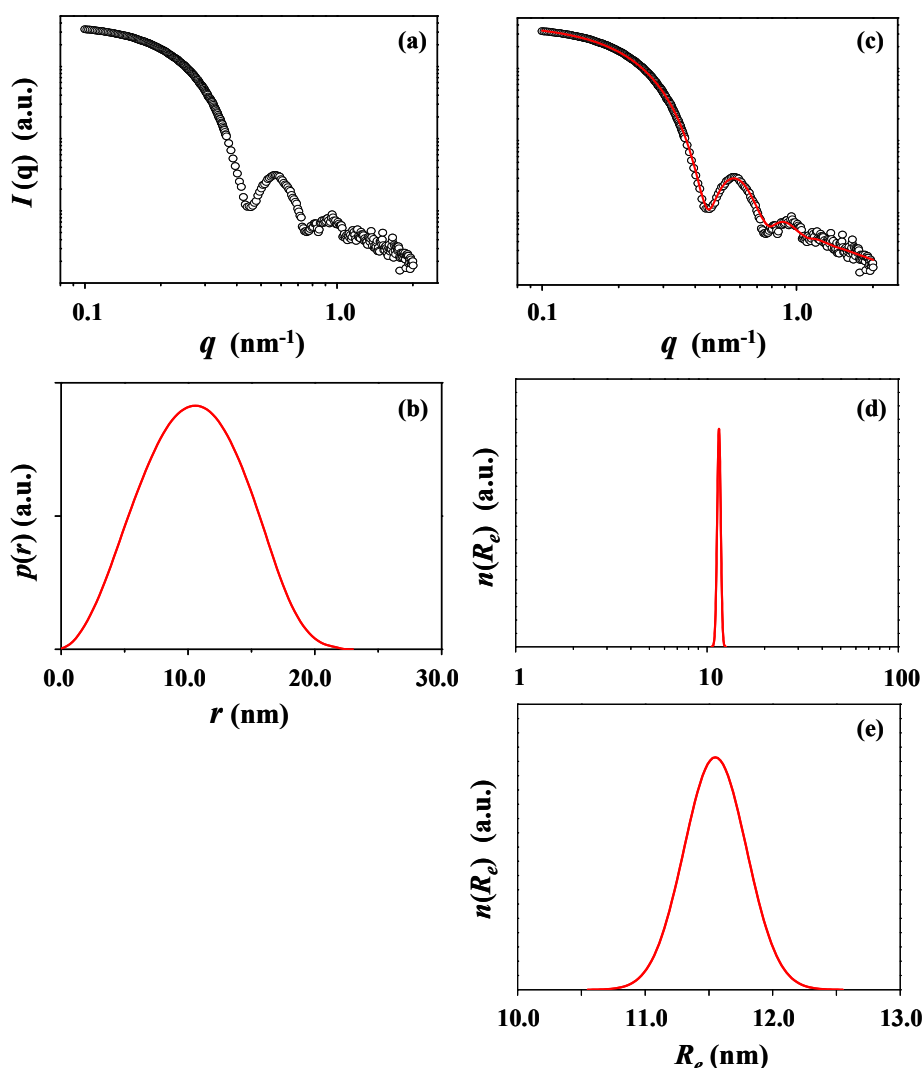 (a)
I(q) (a.u.)
0.1 1.0
q (nm-1)
(c)
0.1 1.0
q (nm-1)
(b)
p(r) (a.u.)
0.0 10.0 20.0 30.0
r (nm)
(d)
n(Re) (a.u.)
1 10 100
(e)
n(Re) (a.u.)
10.0 11.0 12.0 13.0
Re (nm)